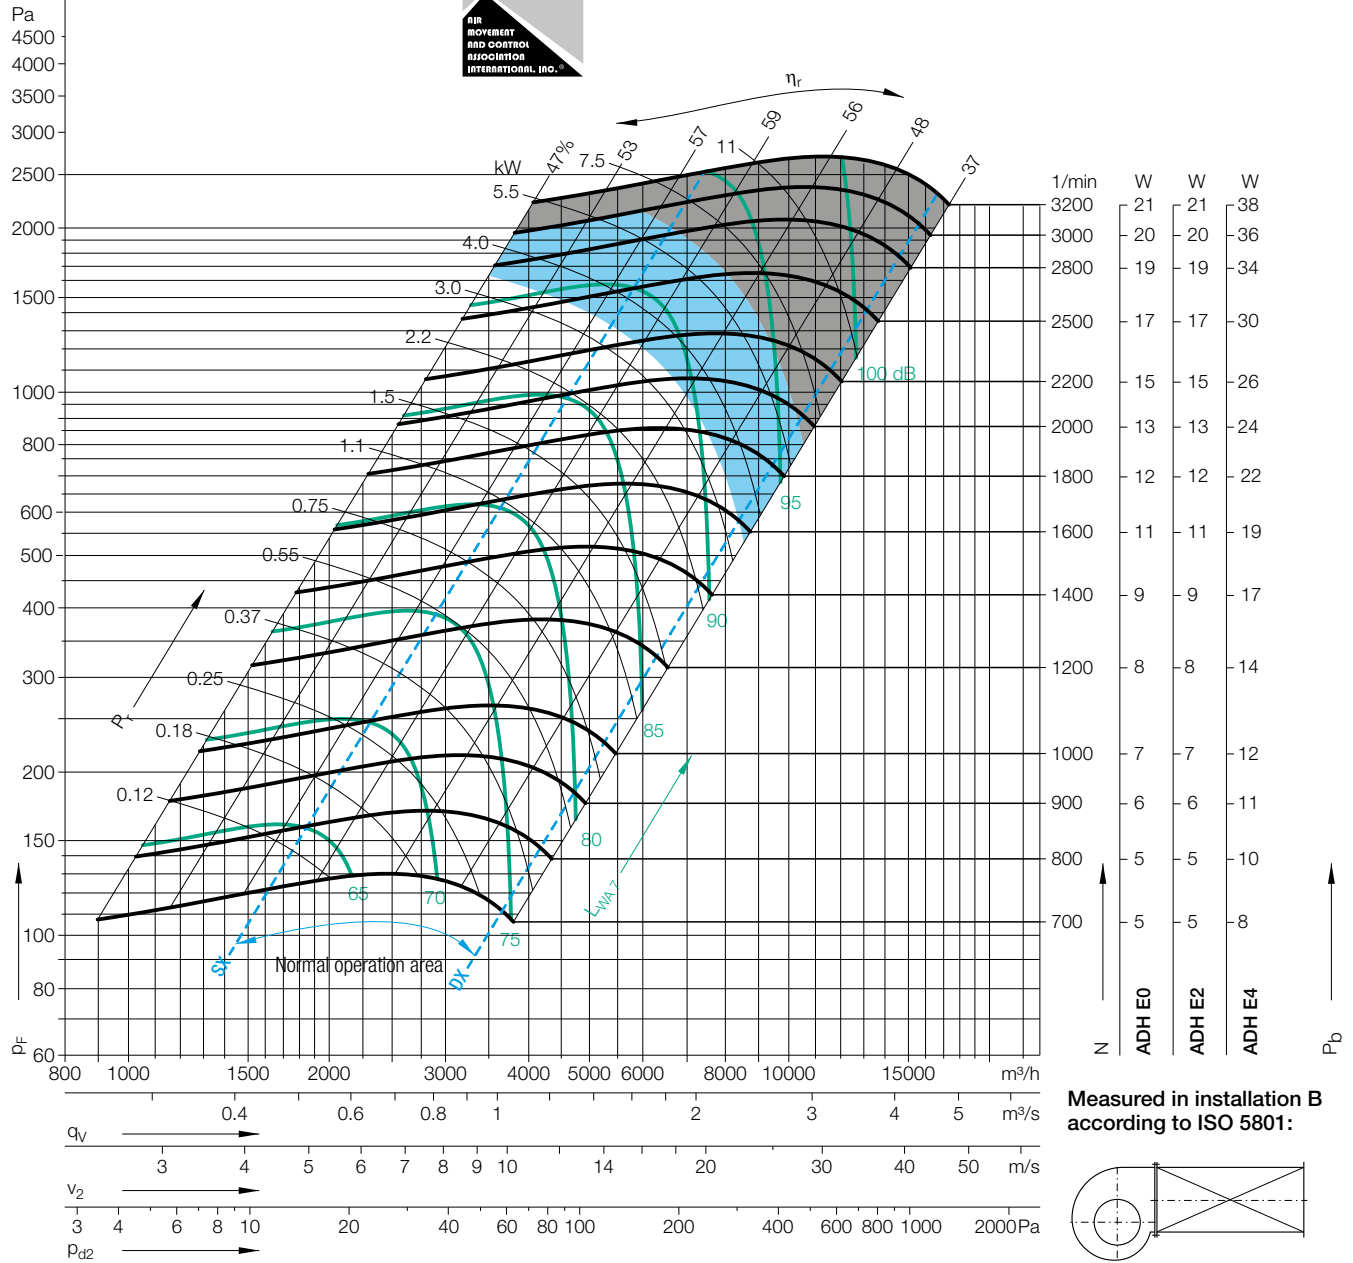 AIR
MOVEMENT
AND CONTROL
ASSOCIATION
INTERNATIONAL, INC.®
Pa
4500
4000
3500
3000
2500
2000
1500
1000
800
600
500
400
300
200
150
100
80
60
pF
ηr
47%
53
57
59
56
48
37
kW
11
7.5
5.5
4.0
3.0
2.2
1.5
1.1
0.75
0.55
0.37
0.25
0.18
0.12
Pr
100 dB
95
90
85
80
75
70
65
LWA 7
SX
Normal operation area
DX
1/min W W W
3200 21 21 38
3000 20 20 36
2800 19 19 34
2500 17 17 30
2200 15 15 26
2000 13 13 24
1800 12 12 22
1600 11 11 19
1400 9 9 17
1200 8 8 14
1000 7 7 12
900 6 6 11
800 5 5 10
700 5 5 8
N
ADH E0
ADH E2
ADH E4
Pb
800 1000 1500 2000 3000 4000 5000 6000 8000 10000 15000 m³/h
0.4 0.6 0.8 1 2 3 4 5 m³/s
qV
3 4 5 6 7 8 9 10 14 20 30 40 50 m/s
v2
3 4 6 8 10 20 40 60 80 100 200 400 600 800 1000 2000 Pa
pd2
Measured in installation B
according to ISO 5801: